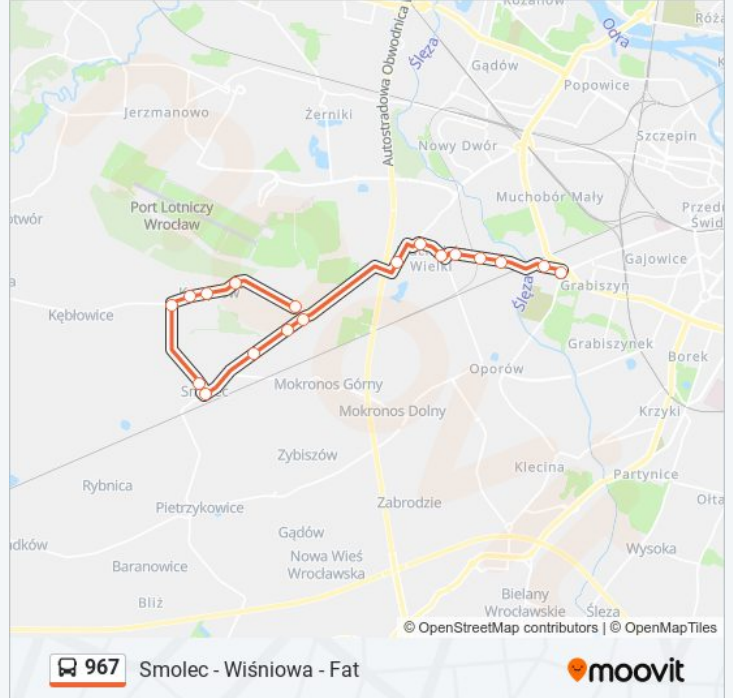 Kozanów
Róża
Odra
Ślęza
Gądów
Popowice
Jerzmanowo
Żerniki
Autostradowa Obwodnica
Szczepin
Nowy Dwór
Port Lotniczy
Wrocław
Muchobór Mały
Przed
Świd
otwór
Wielki
Gajowice
Grabiszyn
Ślęza
Kębłowice
Grabiszynek
Borek
Oporów
Mokronos Górny
Mokronos Dolny
Krzyki
Zybiszów
Klecina
Partynice
Rybnica
Ołta
Pietrzykowice
Zabrodzie
Gądów
udków
Nowa Wieś
Wrocławska
Wysoka
Baranowice
Bliż
Bielany
Wrocławskie
Ślęza
© OpenStreetMap contributors | © OpenMapTiles
967 Smolec - Wiśniowa - Fat
moovit